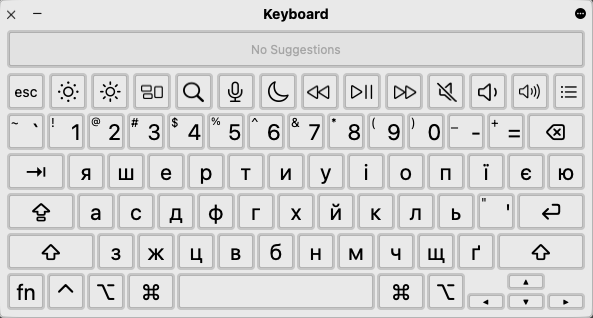 Keyboard
No Suggestions
esc
~ ` ! 1 @ 2 # 3 $ 4 % 5 ^ 6 & 7 * 8 ( 9 ) 0 _ - + =
я ш е р т и у і о п ї є ю
а с д ф г х й к л ь " '
з ж ц в б н м ч щ ґ
fn